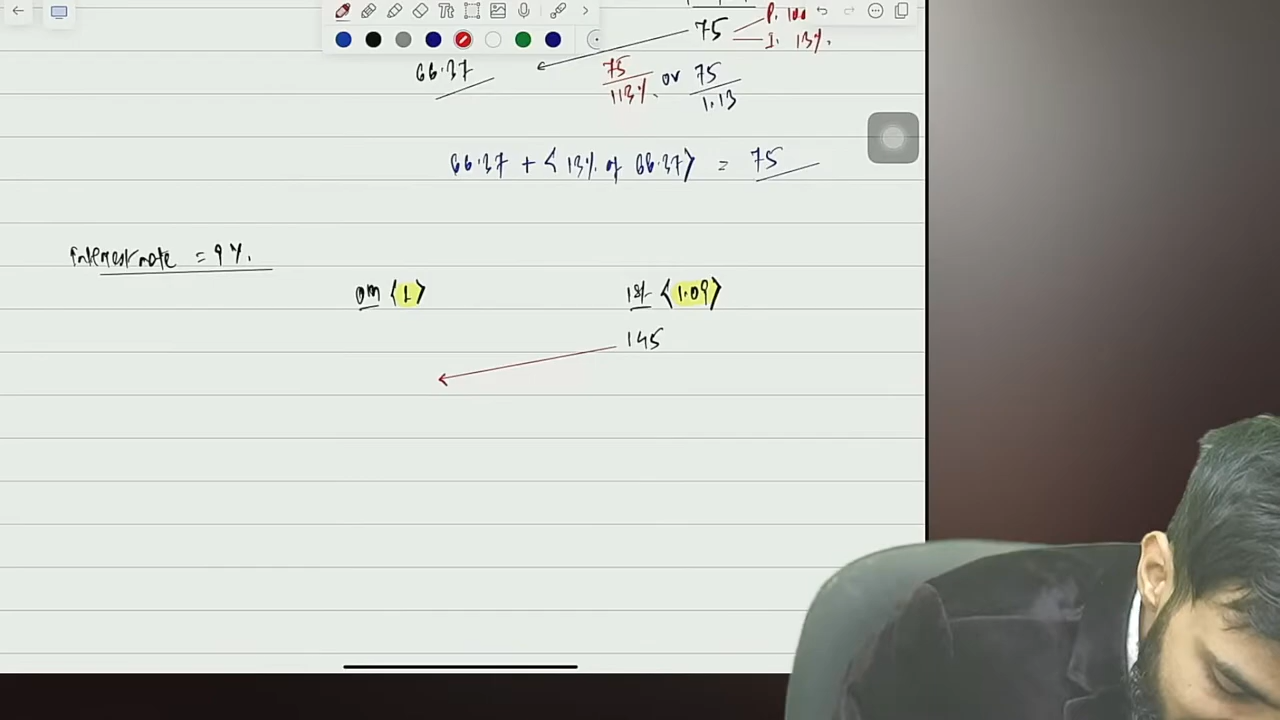 75 P. 100
I. 13%.
66.37 75/113% or 75/1.13
66.37 + < 13% of 66.37> = 75
Interest rate = 9%.
0m <1> 1st <1.09>
145